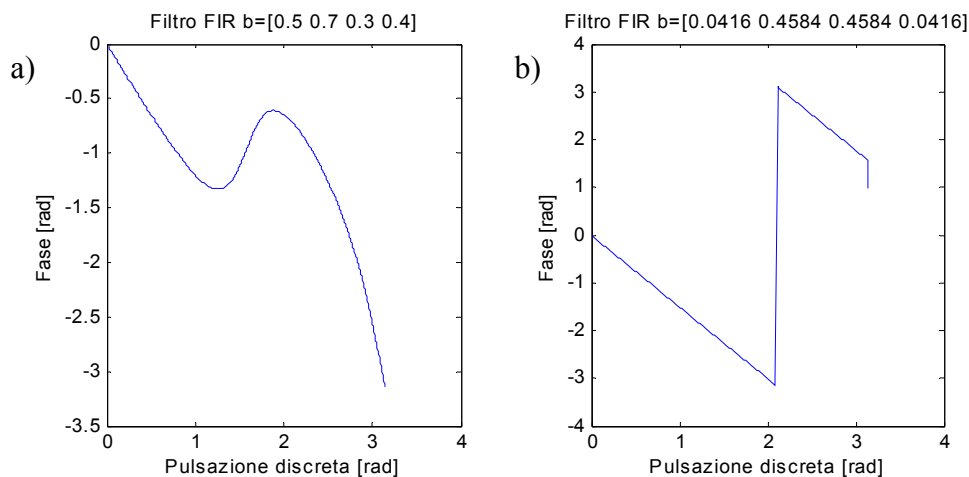 Filtro FIR b=[0.5 0.7 0.3 0.4]
a)
0
-0.5
-1
-1.5
-2
-2.5
-3
-3.5
Fase [rad]
0 1 2 3 4
Pulsazione discreta [rad]
Filtro FIR b=[0.0416 0.4584 0.4584 0.0416]
b)
4
3
2
1
0
-1
-2
-3
-4
Fase [rad]
0 1 2 3 4
Pulsazione discreta [rad]